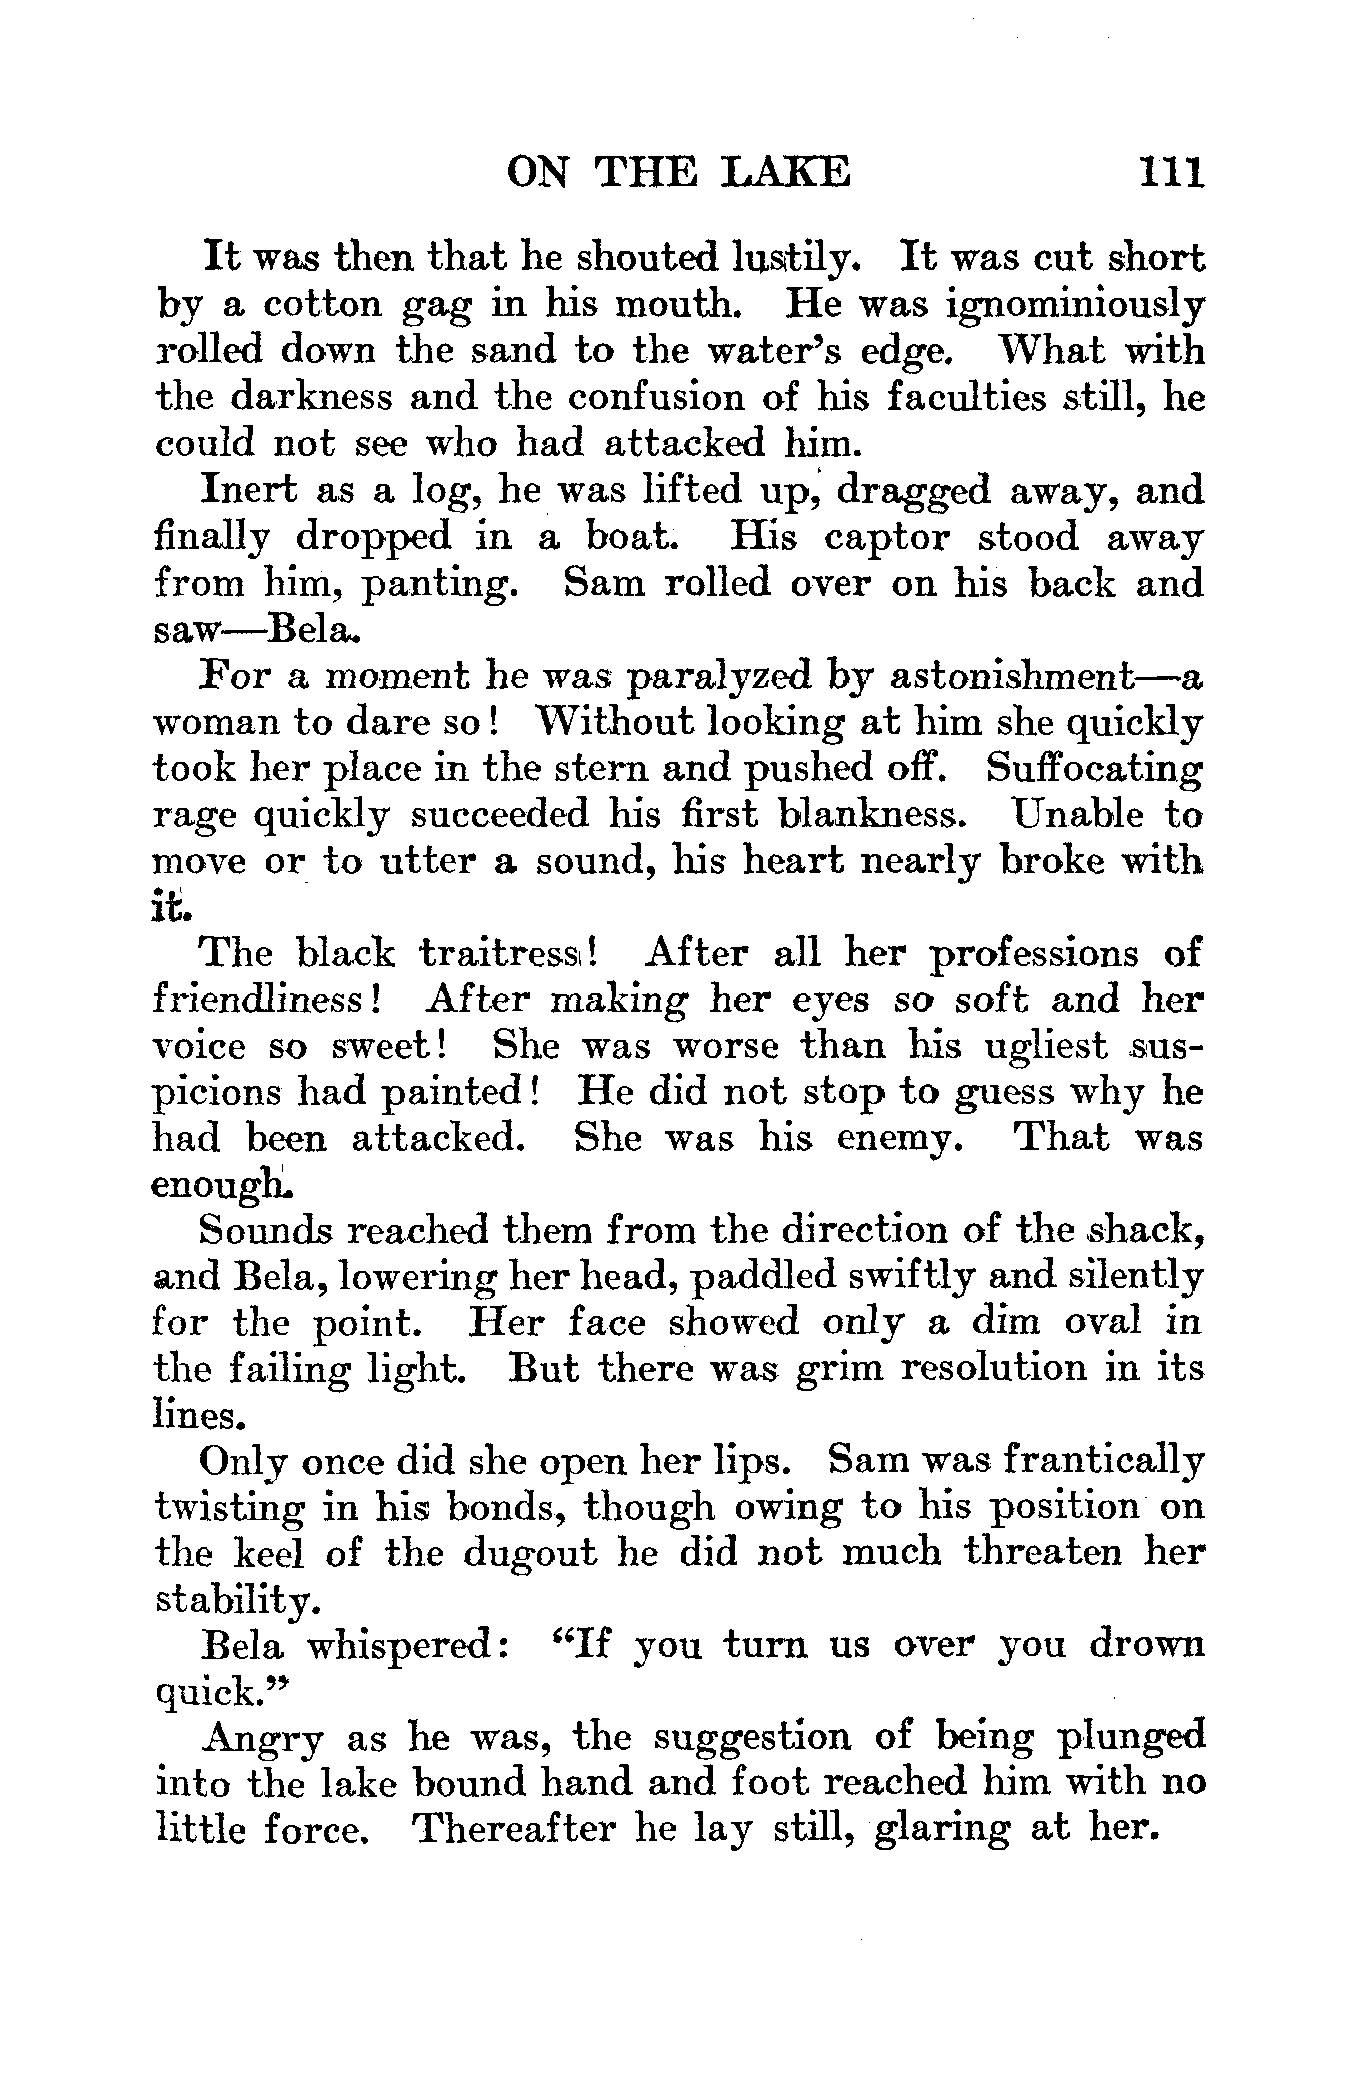 ON THE LAKE 111
It was then that he shouted lustily. It was cut short
by a cotton gag in his mouth. He was ignominiously
rolled down the sand to the water's edge. What with
the darkness and the confusion of his faculties still, he
could not see who had attacked him.
Inert as a log, he was lifted up, dragged away, and
finally dropped in a boat. His captor stood away
from him, panting. Sam rolled over on his back and
saw—Bela.
For a moment he was paralyzed by astonishment—a
woman to dare so! Without looking at him she quickly
took her place in the stern and pushed off. Suffocating
rage quickly succeeded his first blankness. Unable to
move or to utter a sound, his heart nearly broke with
it.
The black traitress! After all her professions of
friendliness! After making her eyes so soft and her
voice so sweet! She was worse than his ugliest sus-
picions had painted! He did not stop to guess why he
had been attacked. She was his enemy. That was
enough.
Sounds reached them from the direction of the shack,
and Bela, lowering her head, paddled swiftly and silently
for the point. Her face showed only a dim oval in
the failing light. But there was grim resolution in its
lines.
Only once did she open her lips. Sam was frantically
twisting in his bonds, though owing to his position on
the keel of the dugout he did not much threaten her
stability.
Bela whispered: "If you turn us over you drown
quick."
Angry as he was, the suggestion of being plunged
into the lake bound hand and foot reached him with no
little force. Thereafter he lay still, glaring at her.